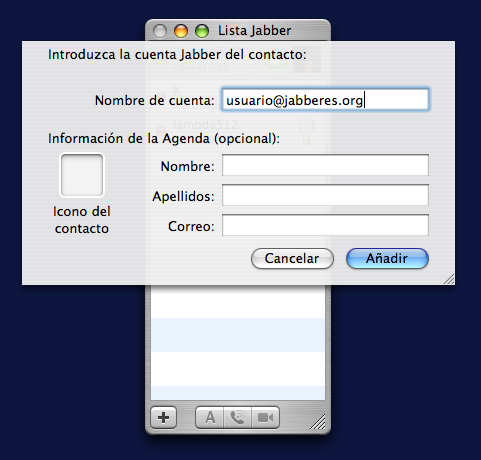 Lista Jabber
Introduzca la cuenta Jabber del contacto:
Nombre de cuenta: usuario@jabberes.org
lambda512
Información de la Agenda (opcional):
Nombre:
Apellidos:
Icono del
contacto
Correo:
Cancelar Añadir
A